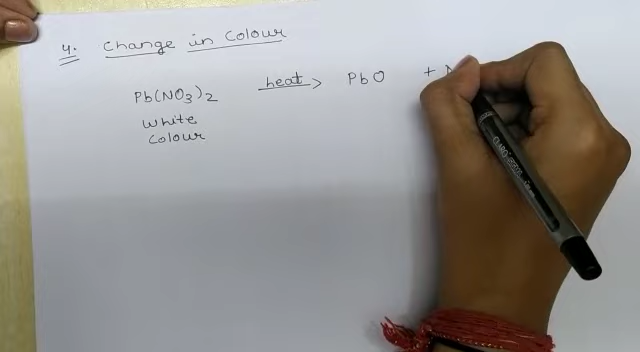 4. Change in Colour
Pb(NO3)2 heat> PbO +
White
Colour